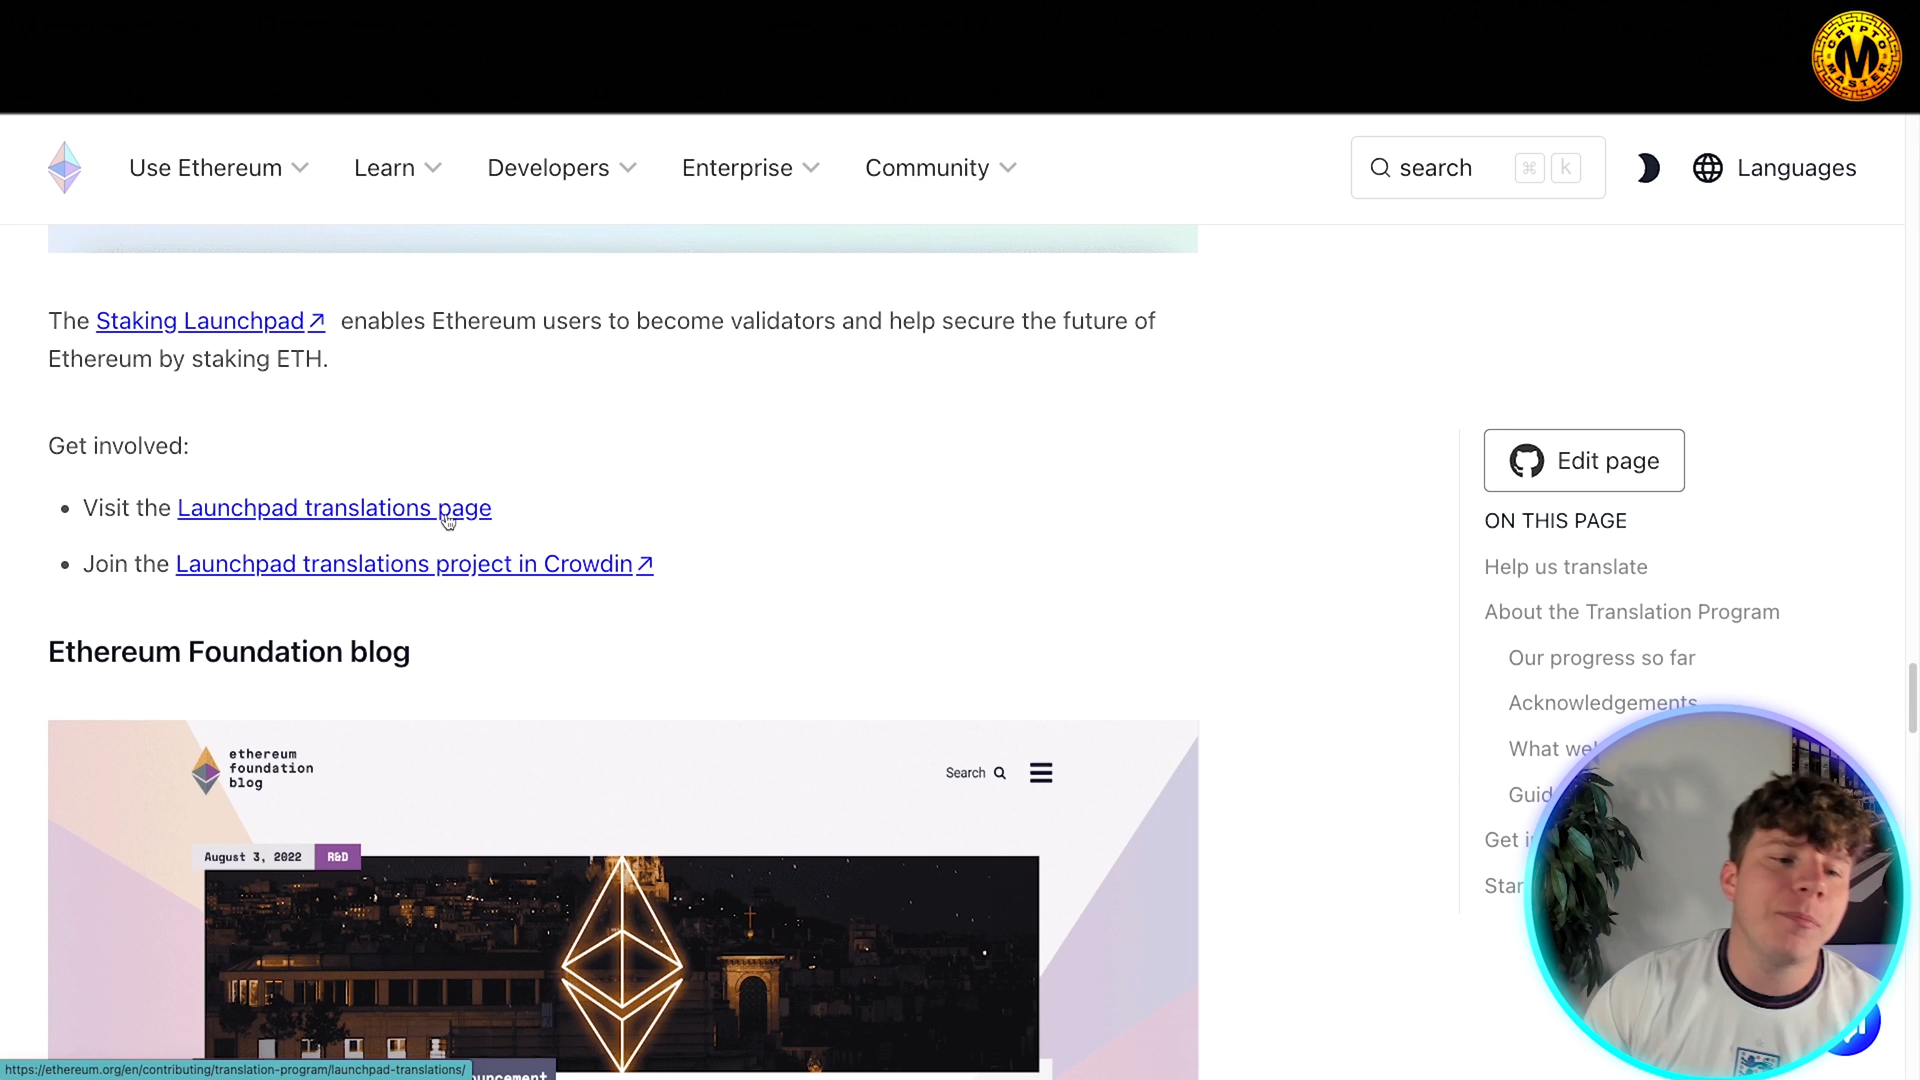 CRYPTO
M
MASTER
Use Ethereum Learn Developers Enterprise Community search ⌘ k Languages
The Staking Launchpad enables Ethereum users to become validators and help secure the future of
Ethereum by staking ETH.
Get involved:
Visit the Launchpad translations page
Join the Launchpad translations project in Crowdin
Ethereum Foundation blog
ethereum
foundation
blog
Search
August 3, 2022 R&D
Edit page
ON THIS PAGE
Help us translate
About the Translation Program
Our progress so far
Acknowledgements
What we
Get
https://ethereum.org/en/contributing/translation-program/launchpad-translations/